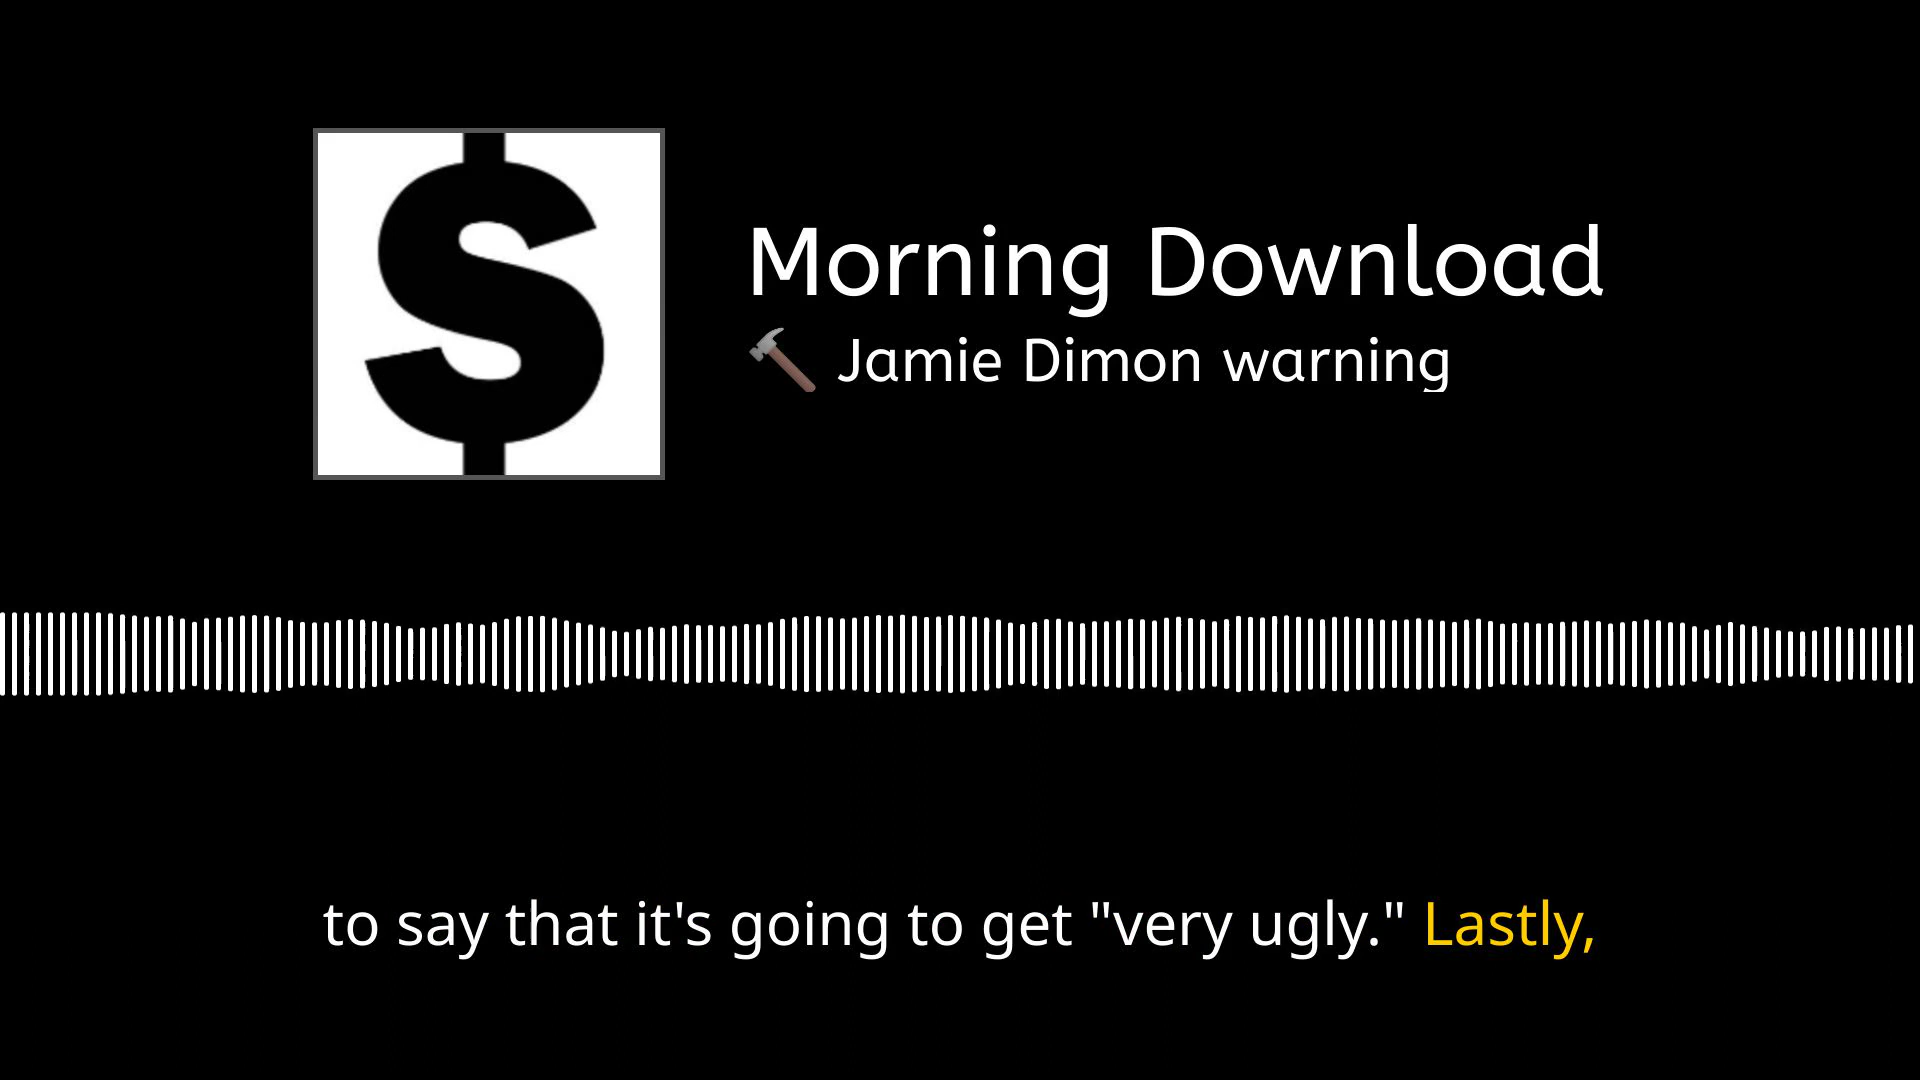 $
Morning Download
🔨 Jamie Dimon warning
to say that it's going to get "very ugly." Lastly,